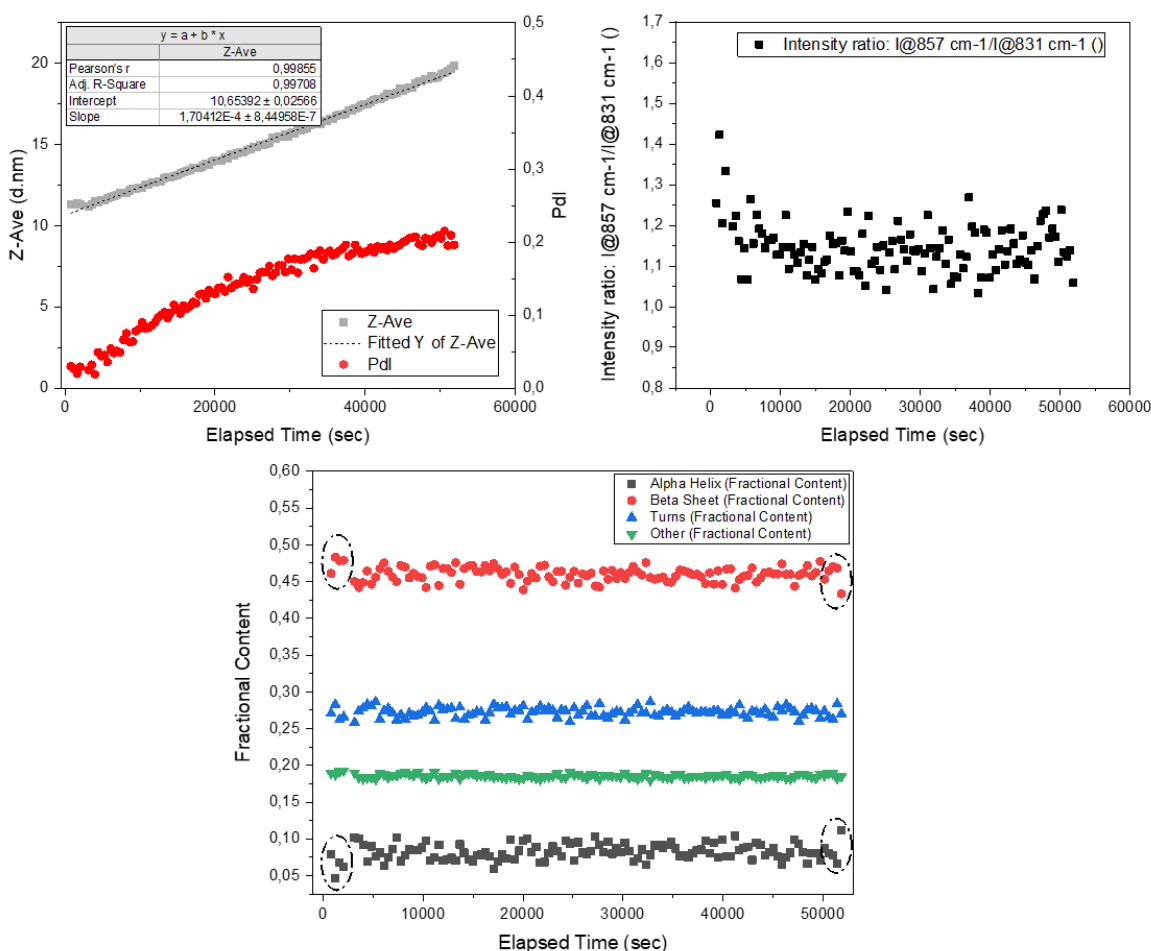 y = a + b * x
Z-Ave
Pearson's r 0,99855
Adj. R-Square 0,99708
Intercept 10,65392 ± 0,02566
Slope 1,70412E-4 ± 8,44958E-7
20
15
10
5
0
Z-Ave (d.nm)
0,5
0,4
0,3
0,2
0,1
0,0
PdI
Z-Ave
Fitted Y of Z-Ave
PdI
0 20000 40000 60000
Elapsed Time (sec)
1,7
1,6
1,5
1,4
1,3
1,2
1,1
1,0
0,9
0,8
Intensity ratio: I@857 cm-1/I@831 cm-1 ()
Intensity ratio: I@857 cm-1/I@831 cm-1 ()
0 10000 20000 30000 40000 50000 60000
Elapsed Time (sec)
0,60
0,55
0,50
0,45
0,40
0,35
0,30
0,25
0,20
0,15
0,10
0,05
Fractional Content
Alpha Helix (Fractional Content)
Beta Sheet (Fractional Content)
Turns (Fractional Content)
Other (Fractional Content)
0 10000 20000 30000 40000 50000
Elapsed Time (sec)